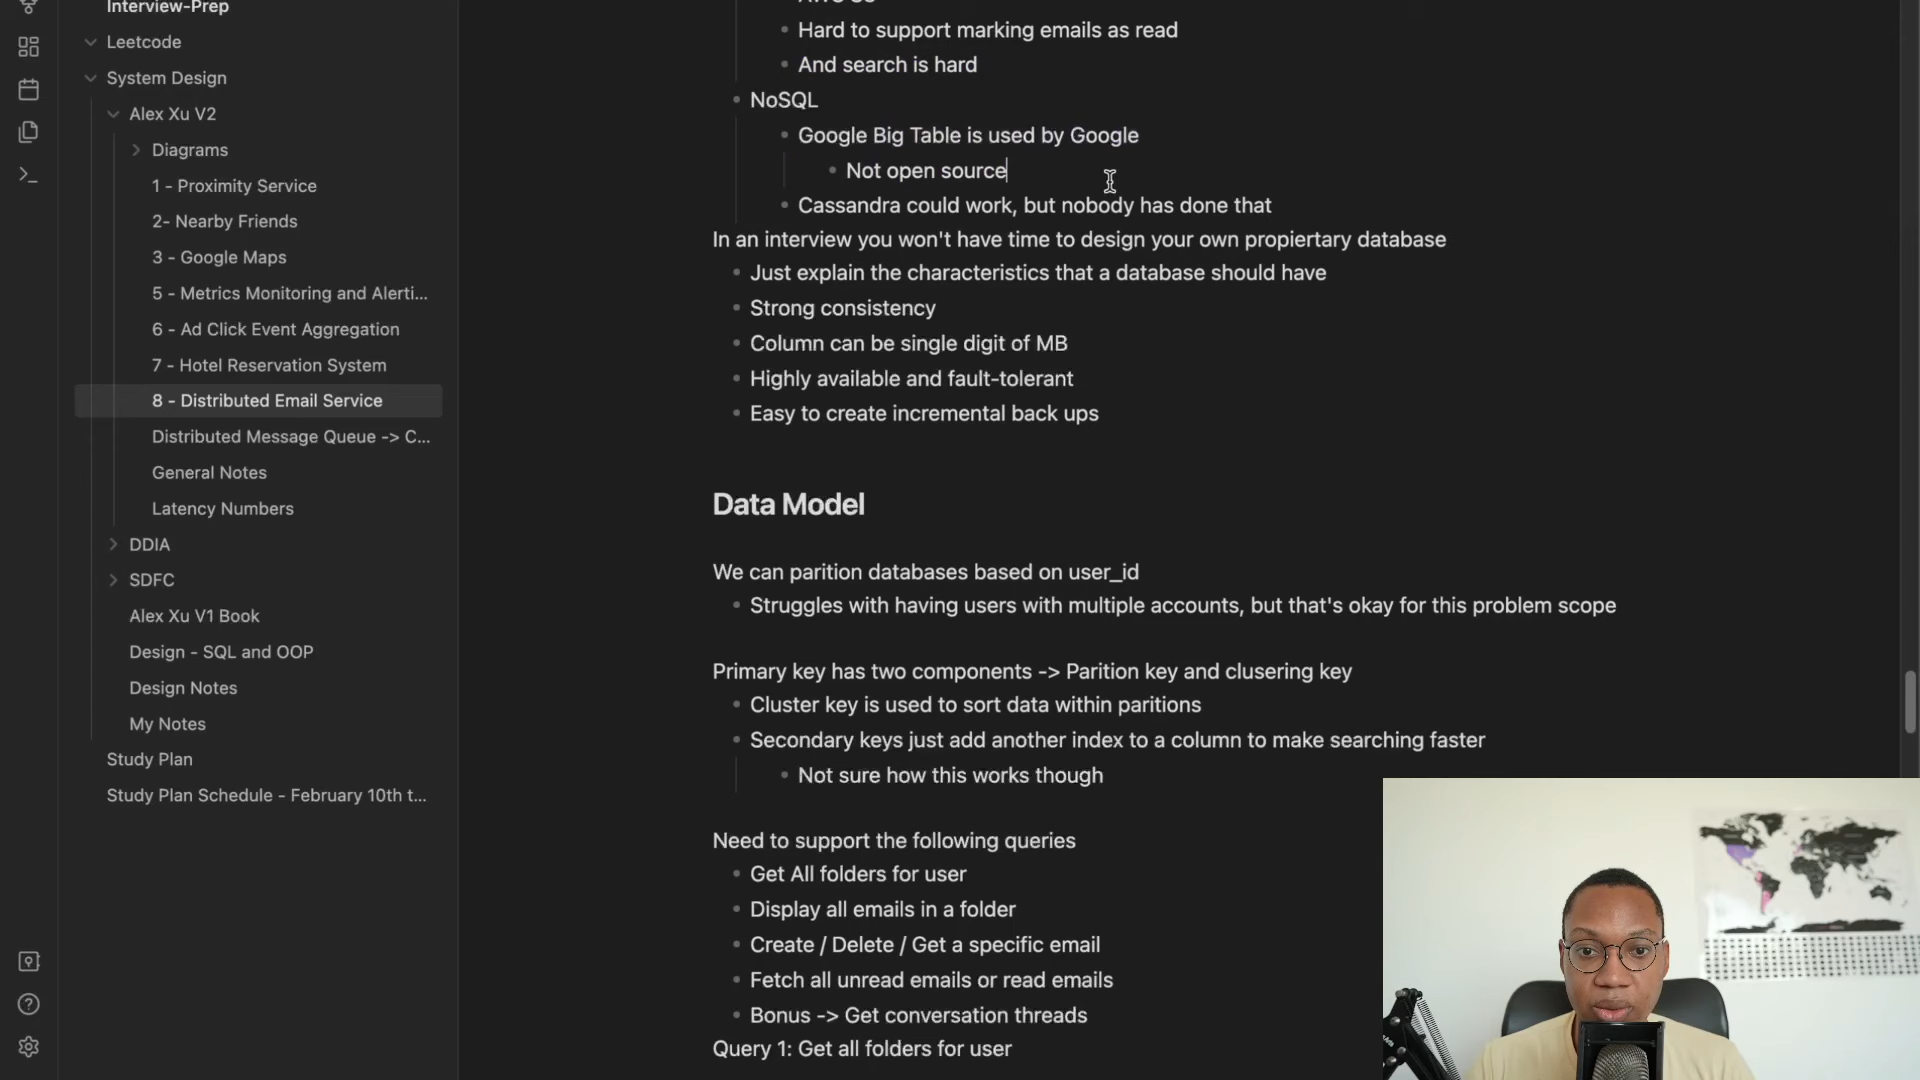 Interview-Prep
Leetcode
System Design
Alex Xu V2
Diagrams
1 - Proximity Service
2- Nearby Friends
3 - Google Maps
5 - Metrics Monitoring and Alerti...
6 - Ad Click Event Aggregation
7 - Hotel Reservation System
8 - Distributed Email Service
Distributed Message Queue -> C...
General Notes
Latency Numbers
DDIA
SDFC
Alex Xu V1 Book
Design - SQL and OOP
Design Notes
My Notes
Study Plan
Study Plan Schedule - February 10th t...
Hard to support marking emails as read
And search is hard
NoSQL
Google Big Table is used by Google
Not open source
Cassandra could work, but nobody has done that
In an interview you won't have time to design your own propiertary database
Just explain the characteristics that a database should have
Strong consistency
Column can be single digit of MB
Highly available and fault-tolerant
Easy to create incremental back ups
Data Model
We can parition databases based on user_id
Struggles with having users with multiple accounts, but that's okay for this problem scope
Primary key has two components -> Parition key and clusering key
Cluster key is used to sort data within paritions
Secondary keys just add another index to a column to make searching faster
Not sure how this works though
Need to support the following queries
Get All folders for user
Display all emails in a folder
Create / Delete / Get a specific email
Fetch all unread emails or read emails
Bonus -> Get conversation threads
Query 1: Get all folders for user